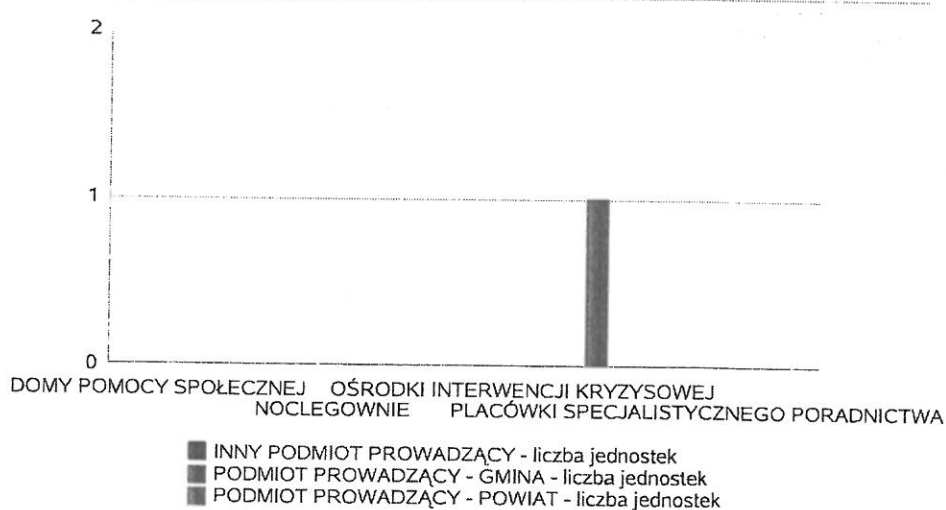 2
1
0
DOMY POMOCY SPOŁECZNEJ OŚRODKI INTERWENCJI KRYZYSOWEJ
NOCLEGOWNIE PLACÓWKI SPECJALISTYCZNEGO PORADNICTWA
INNY PODMIOT PROWADZĄCY - liczba jednostek
PODMIOT PROWADZĄCY - GMINA - liczba jednostek
PODMIOT PROWADZĄCY - POWIAT - liczba jednostek